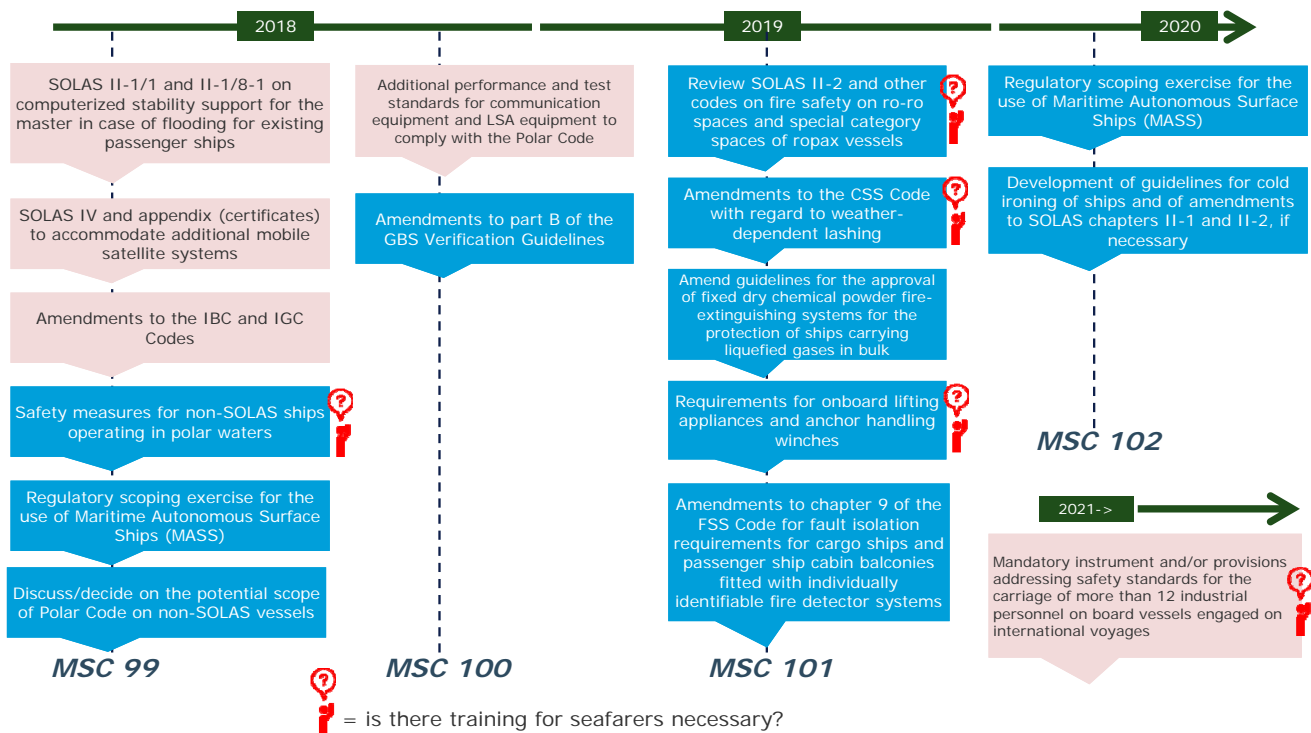 2018
2019
2020
SOLAS II-1/1 and II-1/8-1 on
computerized stability support for the
master in case of flooding for existing
passenger ships
SOLAS IV and appendix (certificates)
to accommodate additional mobile
satellite systems
Amendments to the IBC and IGC
Codes
Safety measures for non-SOLAS ships
operating in polar waters
?
Regulatory scoping exercise for the
use of Maritime Autonomous Surface
Ships (MASS)
Discuss/decide on the potential scope
of Polar Code on non-SOLAS vessels
MSC 99
Additional performance and test
standards for communication
equipment and LSA equipment to
comply with the Polar Code
Amendments to part B of the
GBS Verification Guidelines
MSC 100
Review SOLAS II-2 and other
codes on fire safety on ro-ro
spaces and special category
spaces of ropax vessels
?
Amendments to the CSS Code
with regard to weather-
dependent lashing
?
Amend guidelines for the approval
of fixed dry chemical powder fire-
extinguishing systems for the
protection of ships carrying
liquefied gases in bulk
Requirements for onboard lifting
appliances and anchor handling
winches
?
Amendments to chapter 9 of the
FSS Code for fault isolation
requirements for cargo ships and
passenger ship cabin balconies
fitted with individually
identifiable fire detector systems
MSC 101
Regulatory scoping exercise for the
use of Maritime Autonomous Surface
Ships (MASS)
Development of guidelines for cold
ironing of ships and of amendments
to SOLAS chapters II-1 and II-2, if
necessary
MSC 102
2021->
Mandatory instrument and/or provisions
addressing safety standards for the
carriage of more than 12 industrial
personnel on board vessels engaged on
international voyages
?
?
= is there training for seafarers necessary?